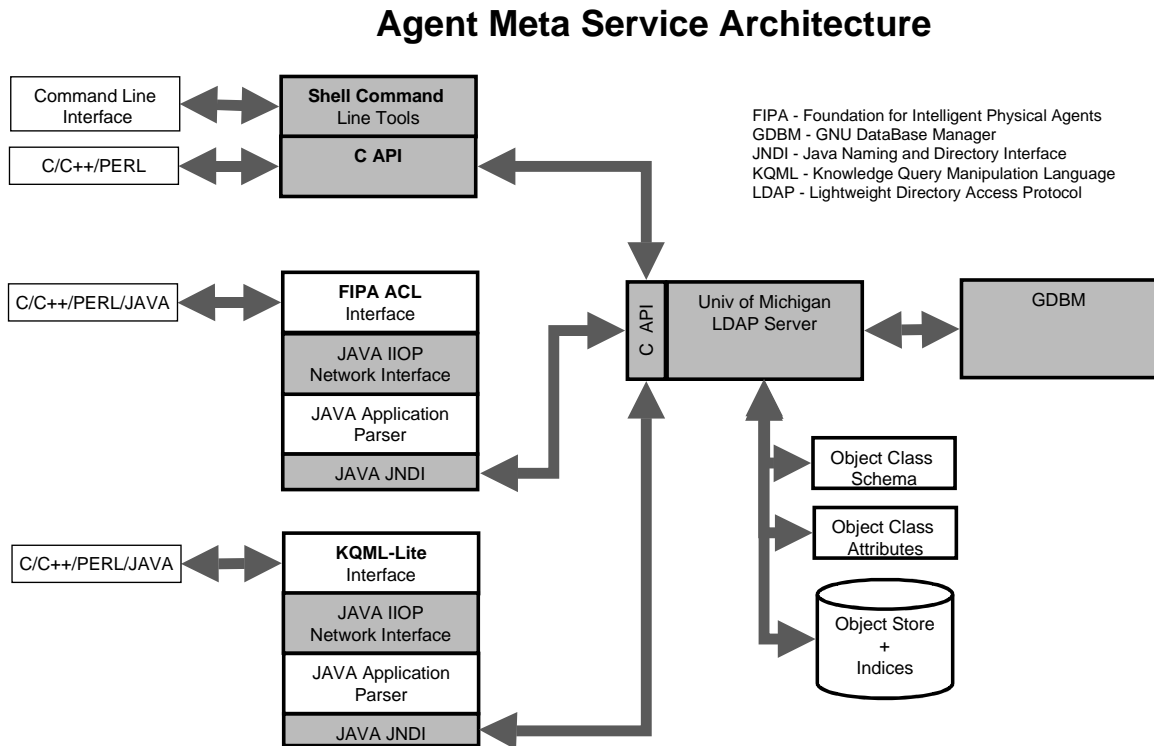 Agent Meta Service Architecture
Command Line
Interface
Shell Command
Line Tools
C/C++/PERL
C API
FIPA - Foundation for Intelligent Physical Agents
GDBM - GNU DataBase Manager
JNDI - Java Naming and Directory Interface
KQML - Knowledge Query Manipulation Language
LDAP - Lightweight Directory Access Protocol
C/C++/PERL/JAVA
FIPA ACL
Interface
JAVA IIOP
Network Interface
JAVA Application
Parser
JAVA JNDI
C API
Univ of Michigan
LDAP Server
GDBM
Object Class
Schema
Object Class
Attributes
Object Store
+
Indices
C/C++/PERL/JAVA
KQML-Lite
Interface
JAVA IIOP
Network Interface
JAVA Application
Parser
JAVA JNDI